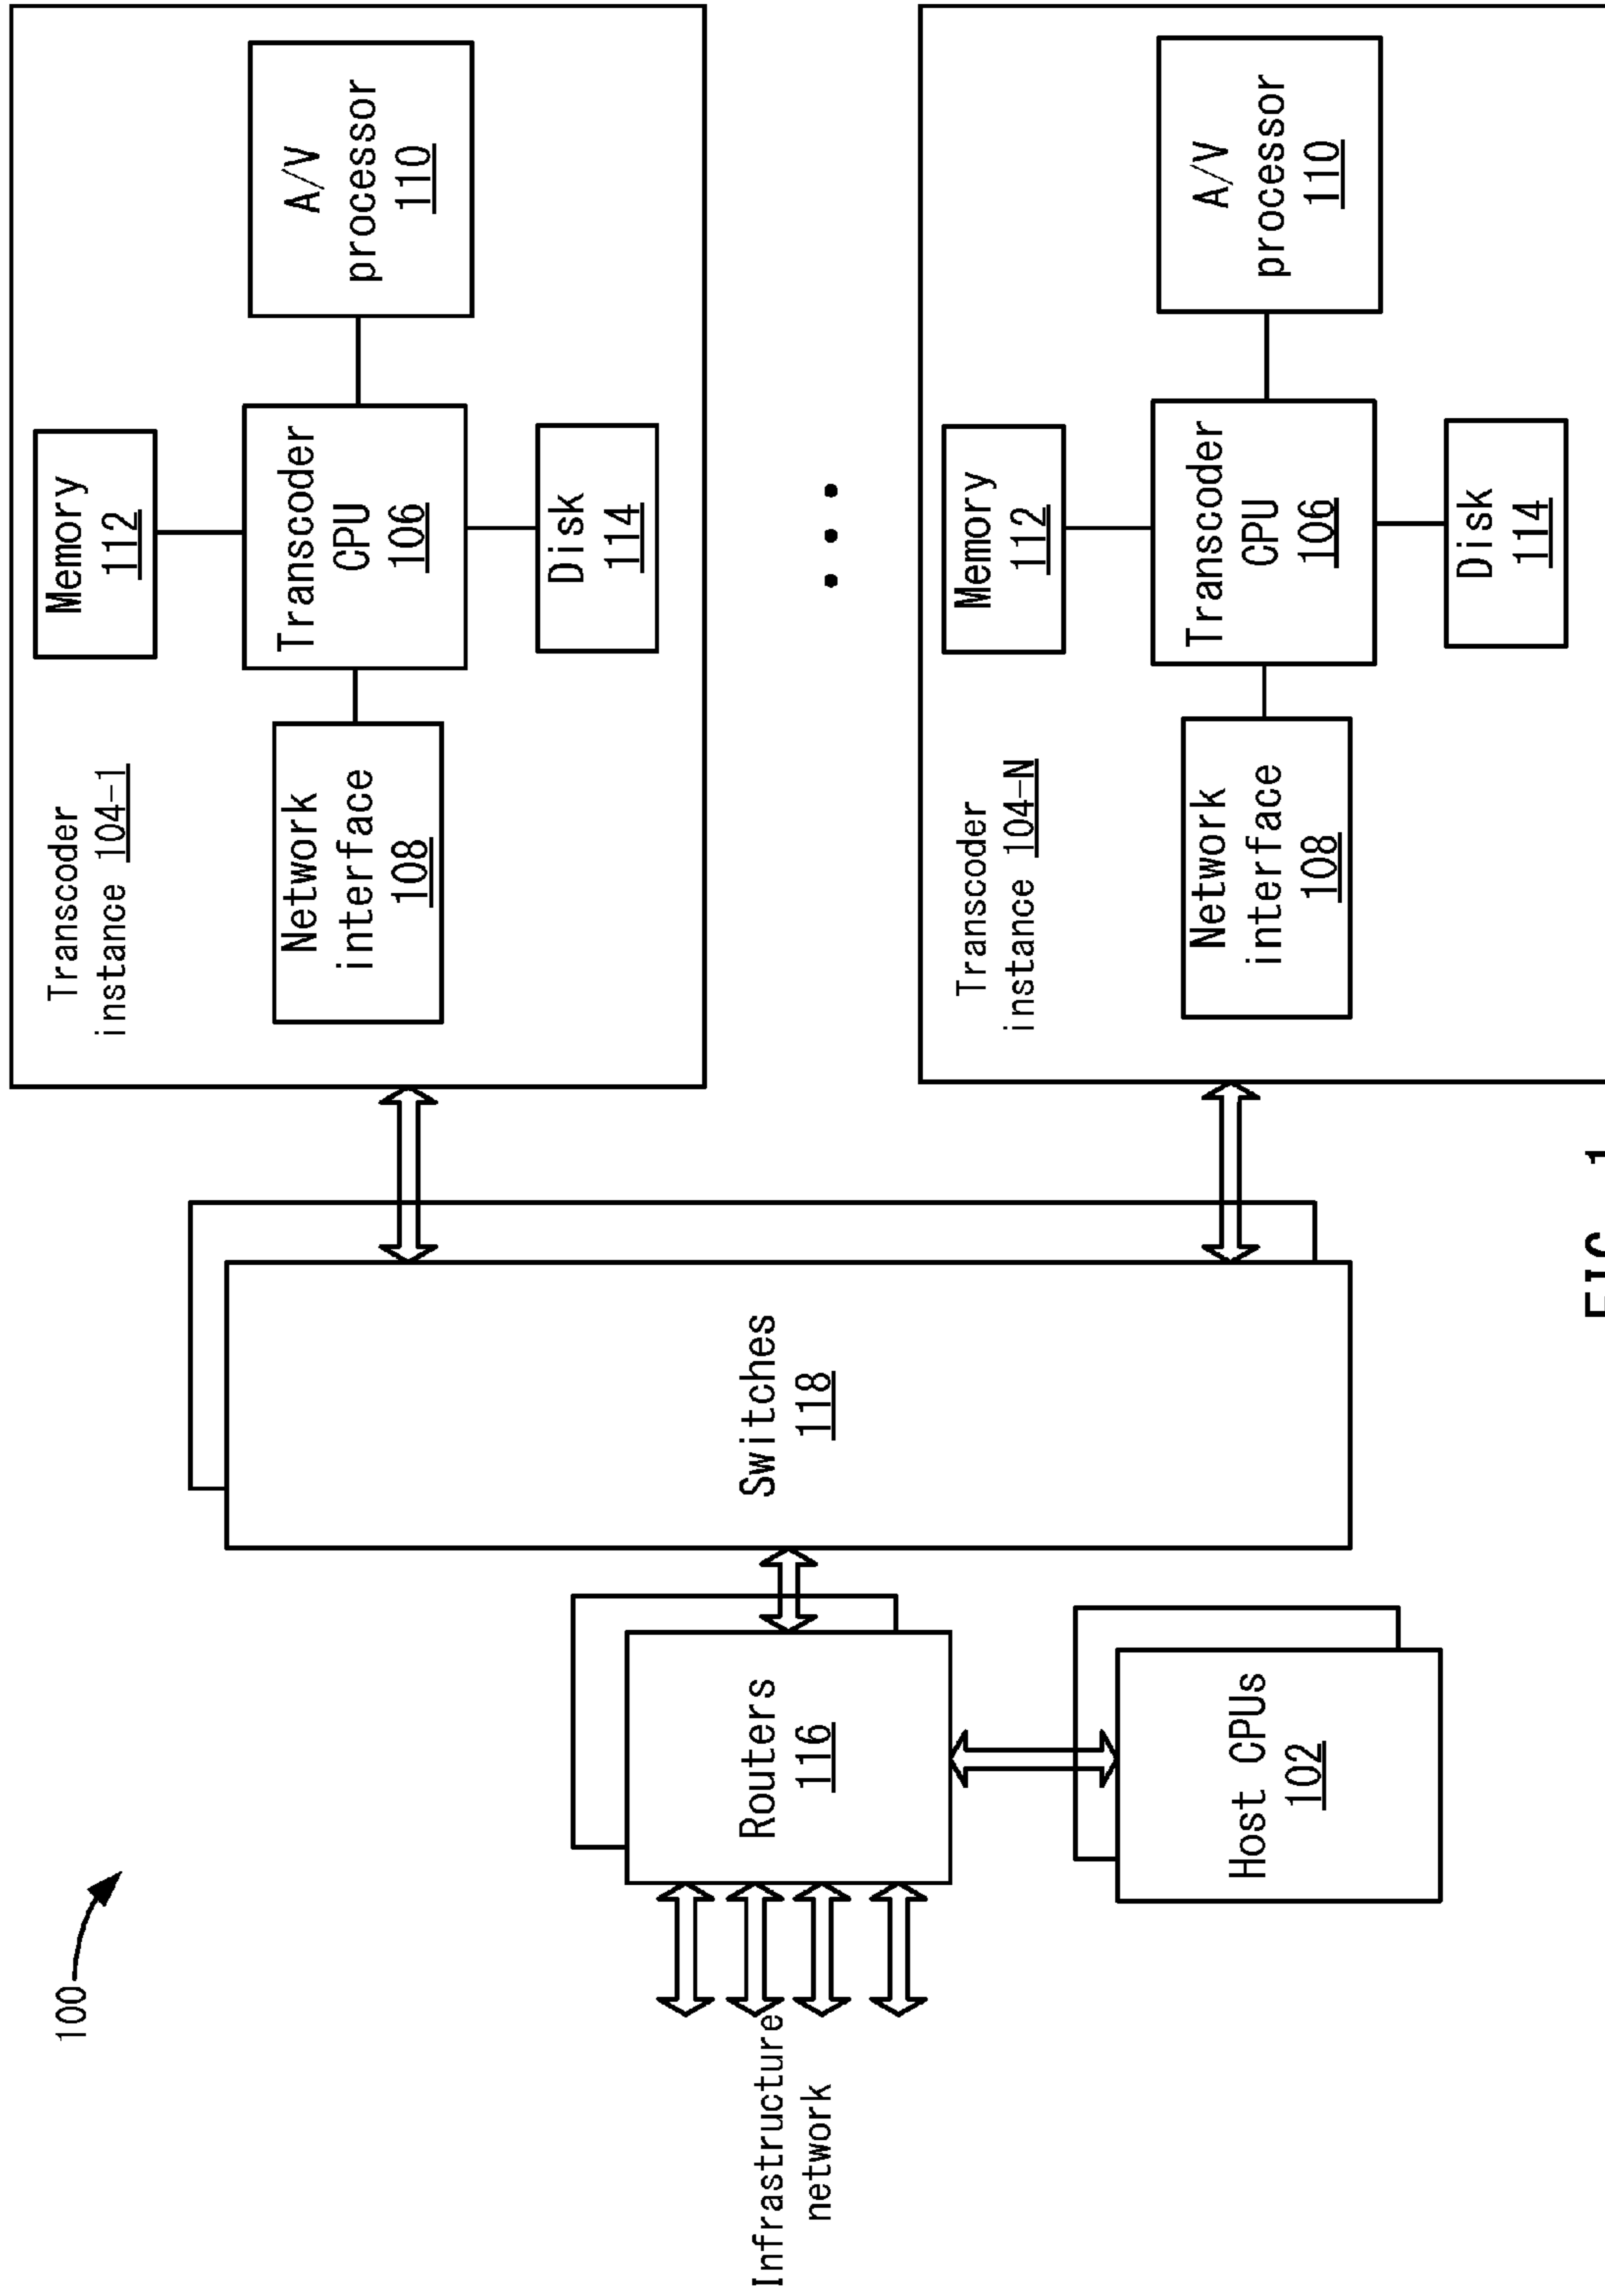 100
Infrastructure
network
Routers
116
Host CPUs
102
Switches
118
Transcoder
instance 104-1
Network
interface
108
Memory
112
Transcoder
CPU
106
Disk
114
A/V
processor
110
Transcoder
instance 104-N
Network
interface
108
Memory
112
Transcoder
CPU
106
Disk
114
A/V
processor
110
FIG. 1